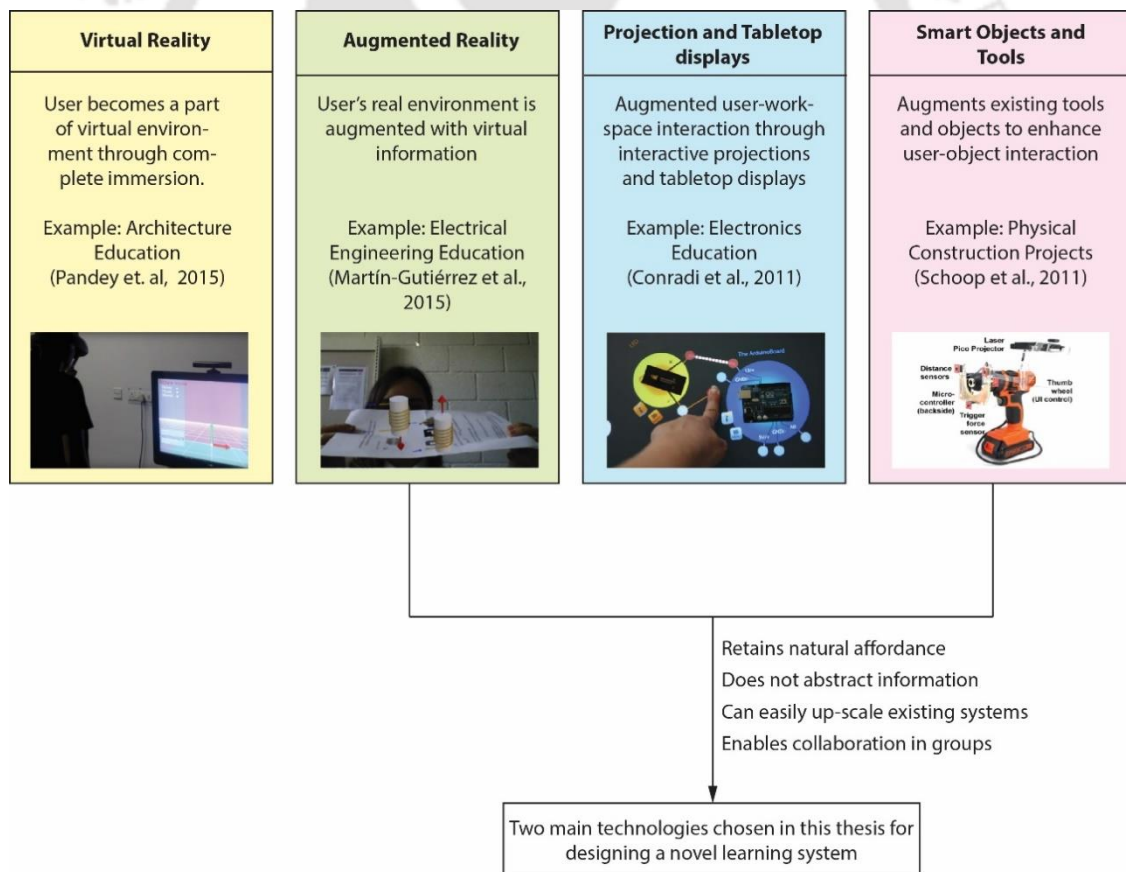 Virtual Reality
User becomes a part
of virtual environ-
ment through com-
plete immersion.
Example: Architecture
Education
(Pandey et. al, 2015)
Augmented Reality
User's real environment is
augmented with virtual
information
Example: Electrical
Engineering Education
(Martín-Gutiérrez et al.,
2015)
Projection and Tabletop
displays
Augmented user-work-
space interaction through
interactive projections
and tabletop displays
Example: Electronics
Education
(Conradi et al., 2011)
The ArduinoBoard
Smart Objects and
Tools
Augments existing tools
and objects to enhance
user-object interaction
Example: Physical
Construction Projects
(Schoop et al., 2011)
Laser
Pico Projector
Distance
sensors
Micro-
controller
(backside)
Trigger
force
sensor
Thumb
wheel
(UI control)
Retains natural affordance
Does not abstract information
Can easily up-scale existing systems
Enables collaboration in groups
Two main technologies chosen in this thesis for
designing a novel learning system